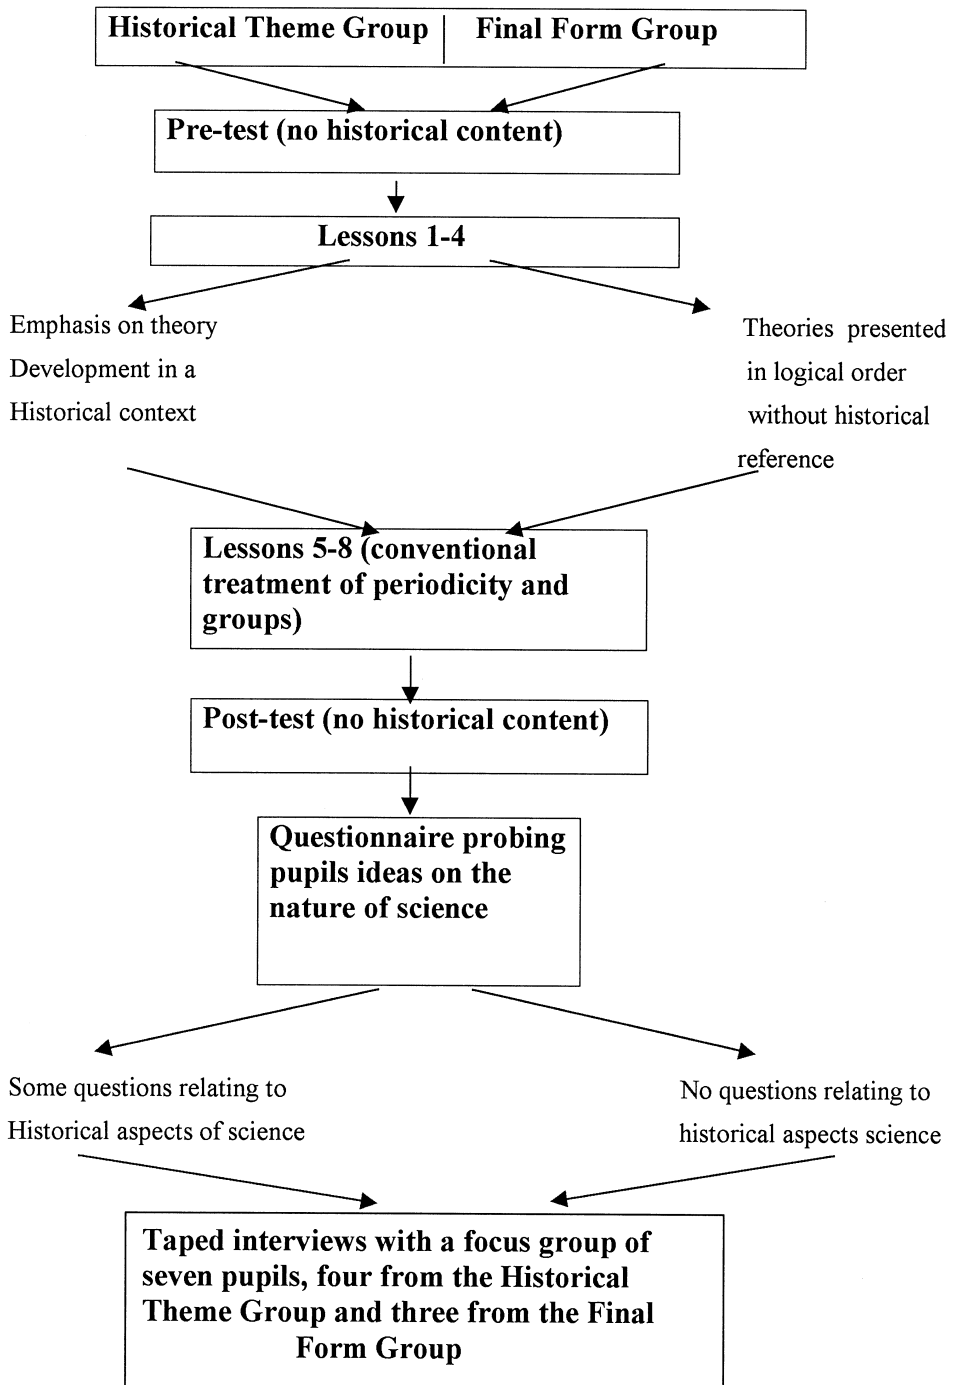 Historical Theme Group | Final Form Group
Pre-test (no historical content)
Lessons 1-4
Emphasis on theory
Development in a
Historical context
Theories presented
in logical order
without historical
reference
Lessons 5-8 (conventional
treatment of periodicity and
groups)
Post-test (no historical content)
Questionnaire probing
pupils ideas on the
nature of science
Some questions relating to
Historical aspects of science
No questions relating to
historical aspects science
Taped interviews with a focus group of
seven pupils, four from the Historical
Theme Group and three from the Final
Form Group